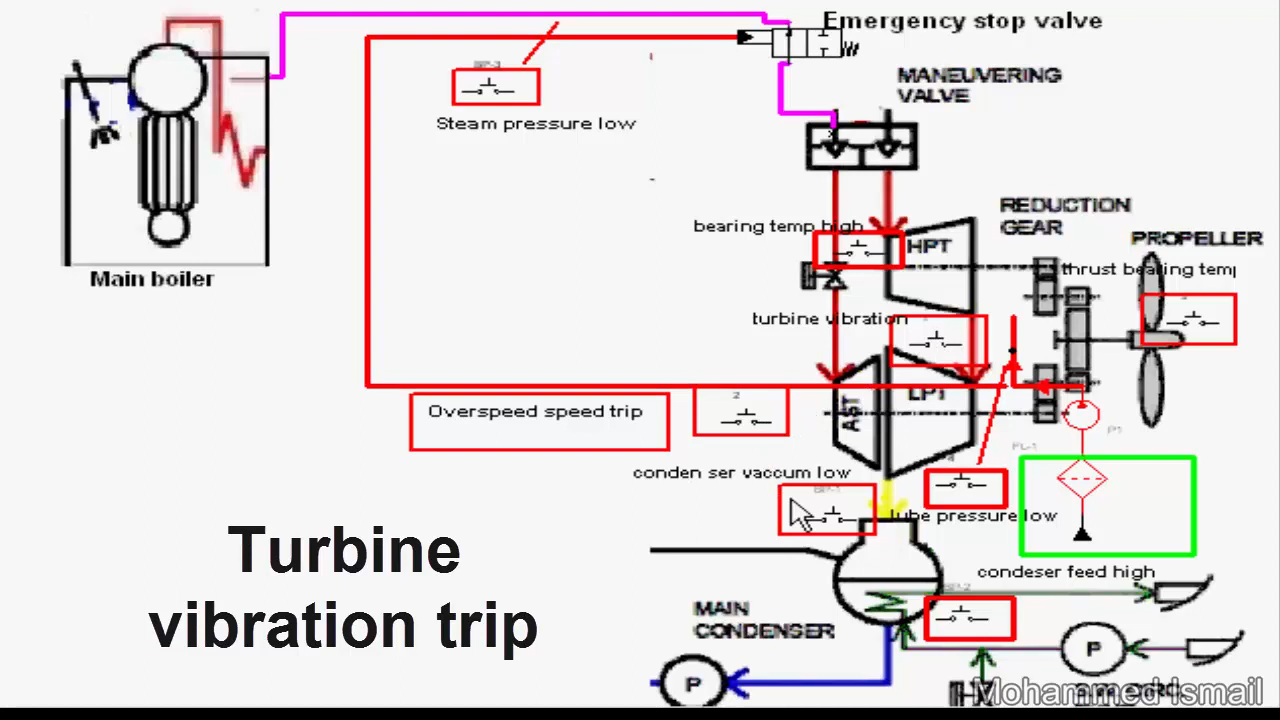 Emergency stop valve
MANEUVERING
VALVE
Steam pressure low
REDUCTION
GEAR
bearing temp high
HPT
PROPELLER
thrust bearing temp
Main boiler
turbine vibration
LPT
AST
2
Overspeed speed trip
conden ser vaccum low
lube pressure low
Turbine
vibration trip
condeser feed high
MAIN
CONDENSER
P
P
Mohammed Ismail